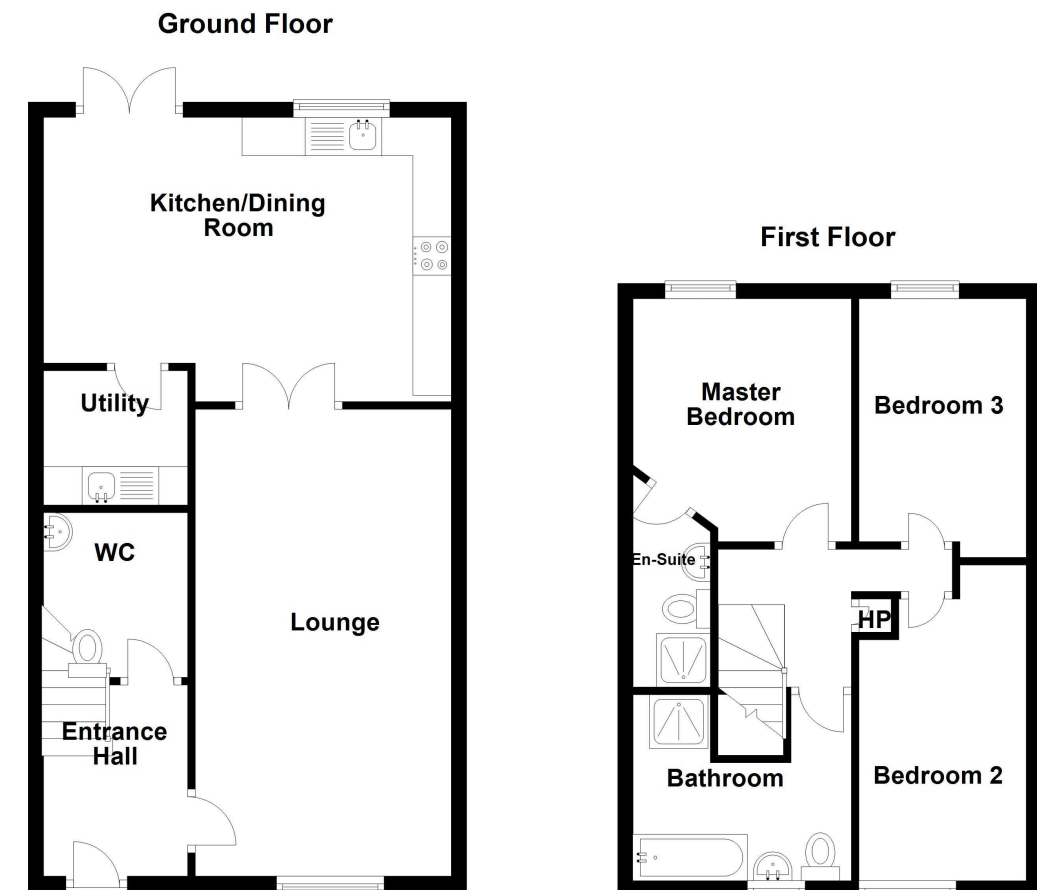 Ground Floor
Kitchen/Dining
Room
Utility
WC
Lounge
Entrance
Hall
First Floor
Master
Bedroom
Bedroom 3
En-Suite
HP
Bathroom
Bedroom 2